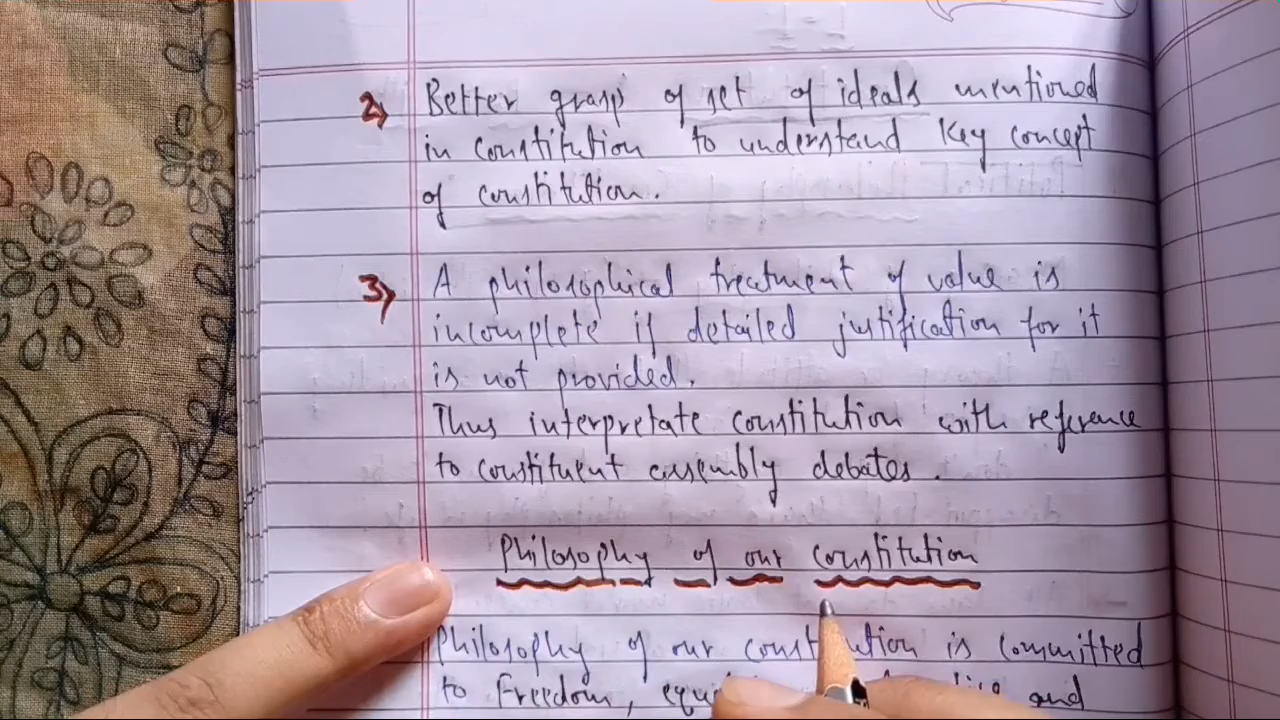 2) Better grasp of set of ideals mentioned
in constitution to understand key concept
of constitution.
3) A philosophical treatment of value is
incomplete if detailed justification for it
is not provided.
Thus interpretate constitution with reference
to constituent assembly debates.
Philosophy of our constitution
Philosophy of our constitution is committed
to Freedom, and